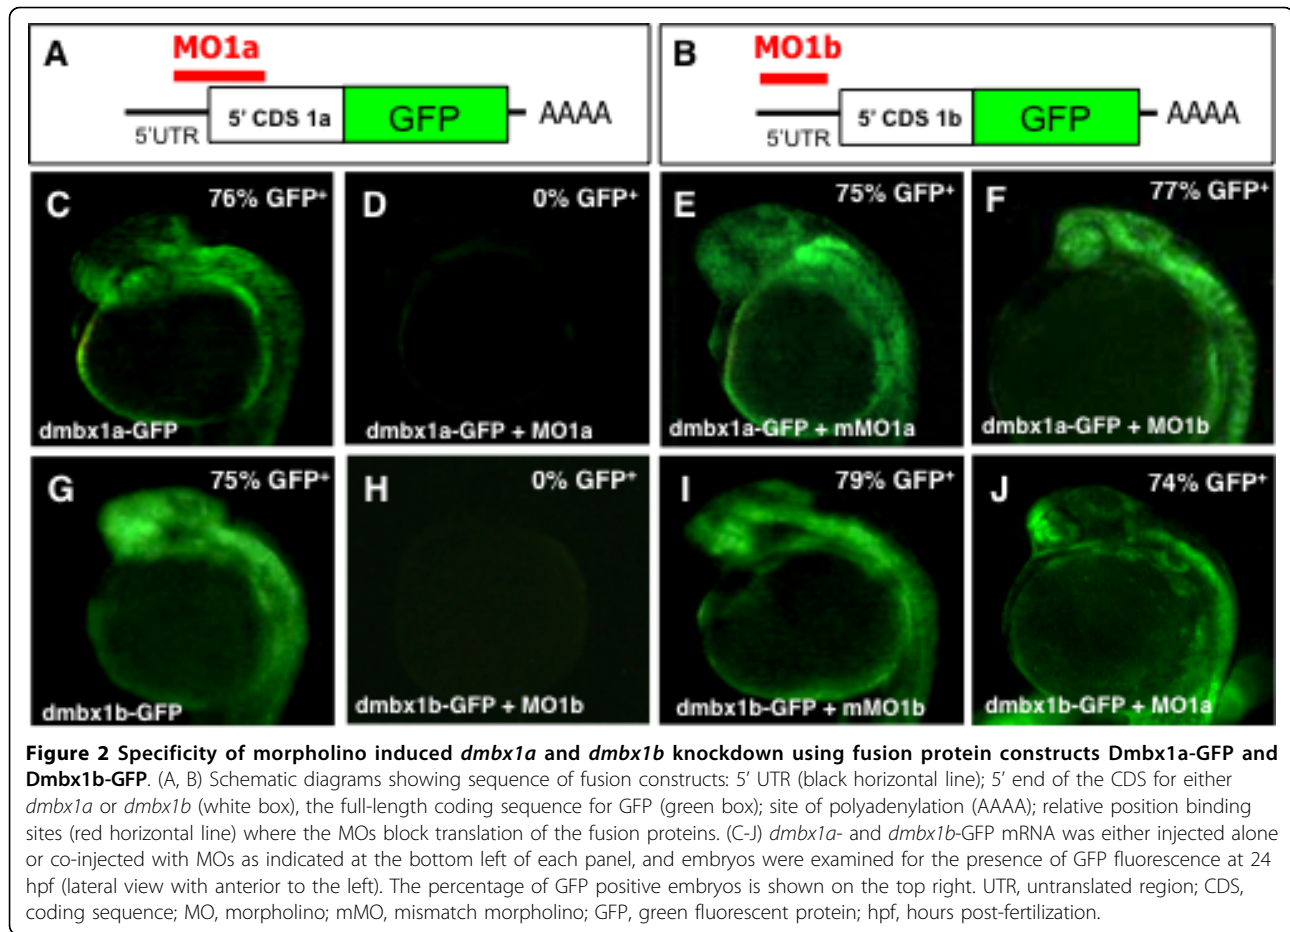 A
MO1a
5'UTR
5' CDS 1a
GFP
AAAA
B
MO1b
5'UTR
5' CDS 1b
GFP
AAAA
C
76% GFP+
dmbx1a-GFP
D
0% GFP+
dmbx1a-GFP + MO1a
E
75% GFP+
dmbx1a-GFP + mMO1a
F
77% GFP+
dmbx1a-GFP + MO1b
G
75% GFP+
dmbx1b-GFP
H
0% GFP+
dmbx1b-GFP + MO1b
I
79% GFP+
dmbx1b-GFP + mMO1b
J
74% GFP+
dmbx1b-GFP + MO1a
Figure 2 Specificity of morpholino induced dmbx1a and dmbx1b knockdown using fusion protein constructs Dmbx1a-GFP and
Dmbx1b-GFP. (A, B) Schematic diagrams showing sequence of fusion constructs: 5′ UTR (black horizontal line); 5′ end of the CDS for either
dmbx1a or dmbx1b (white box), the full-length coding sequence for GFP (green box); site of polyadenylation (AAAA); relative position binding
sites (red horizontal line) where the MOs block translation of the fusion proteins. (C-J) dmbx1a- and dmbx1b-GFP mRNA was either injected alone
or co-injected with MOs as indicated at the bottom left of each panel, and embryos were examined for the presence of GFP fluorescence at 24
hpf (lateral view with anterior to the left). The percentage of GFP positive embryos is shown on the top right. UTR, untranslated region; CDS,
coding sequence; MO, morpholino; mMO, mismatch morpholino; GFP, green fluorescent protein; hpf, hours post-fertilization.